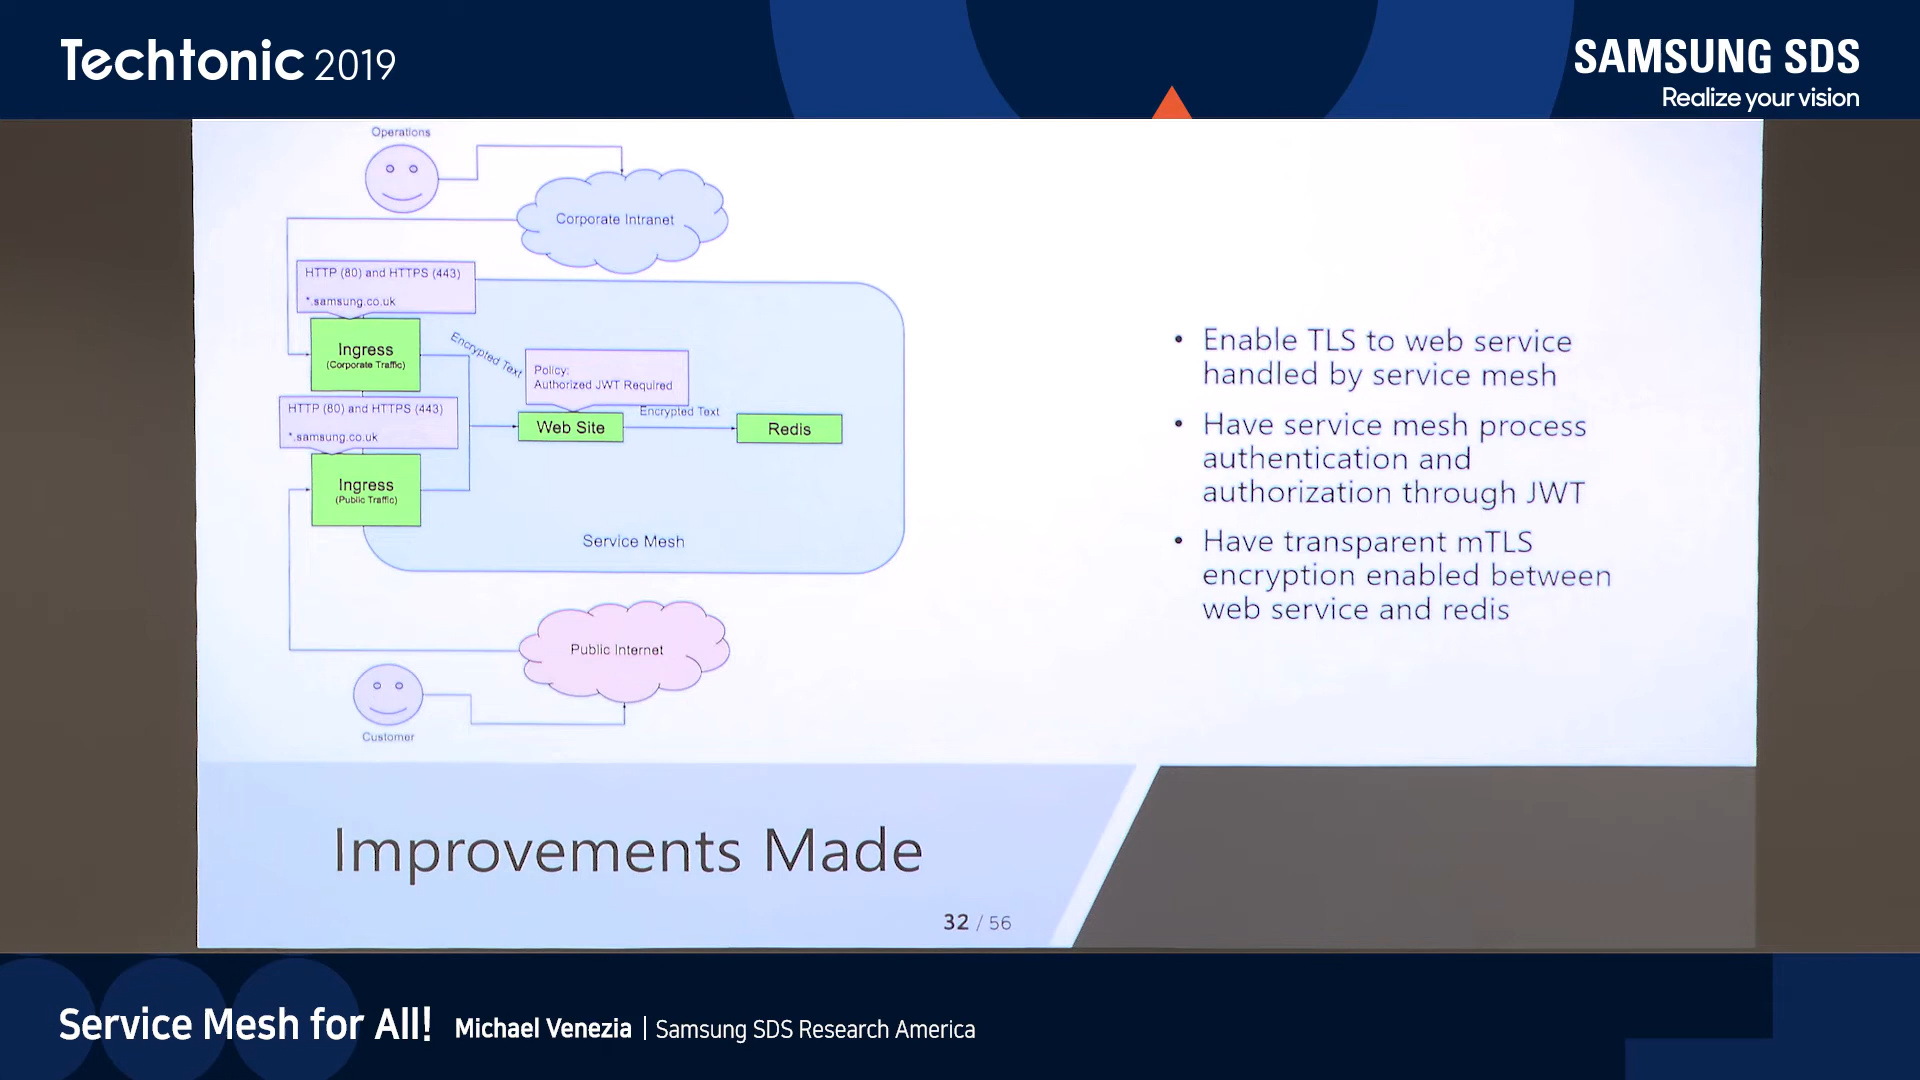 Techtonic 2019
SAMSUNG SDS
Realize your vision
Operations
Corporate Intranet
HTTP (80) and HTTPS (443)
*.samsung.co.uk
Ingress
(Corporate Traffic)
Encrypted Text
Policy:
Authorized JWT Required
HTTP (80) and HTTPS (443)
*.samsung.co.uk
Encrypted Text
Web Site
Redis
Ingress
(Public Traffic)
Service Mesh
Public Internet
Customer
• Enable TLS to web service
handled by service mesh
• Have service mesh process
authentication and
authorization through JWT
• Have transparent mTLS
encryption enabled between
web service and redis
Improvements Made
32 / 56
Service Mesh for All! Michael Venezia | Samsung SDS Research America